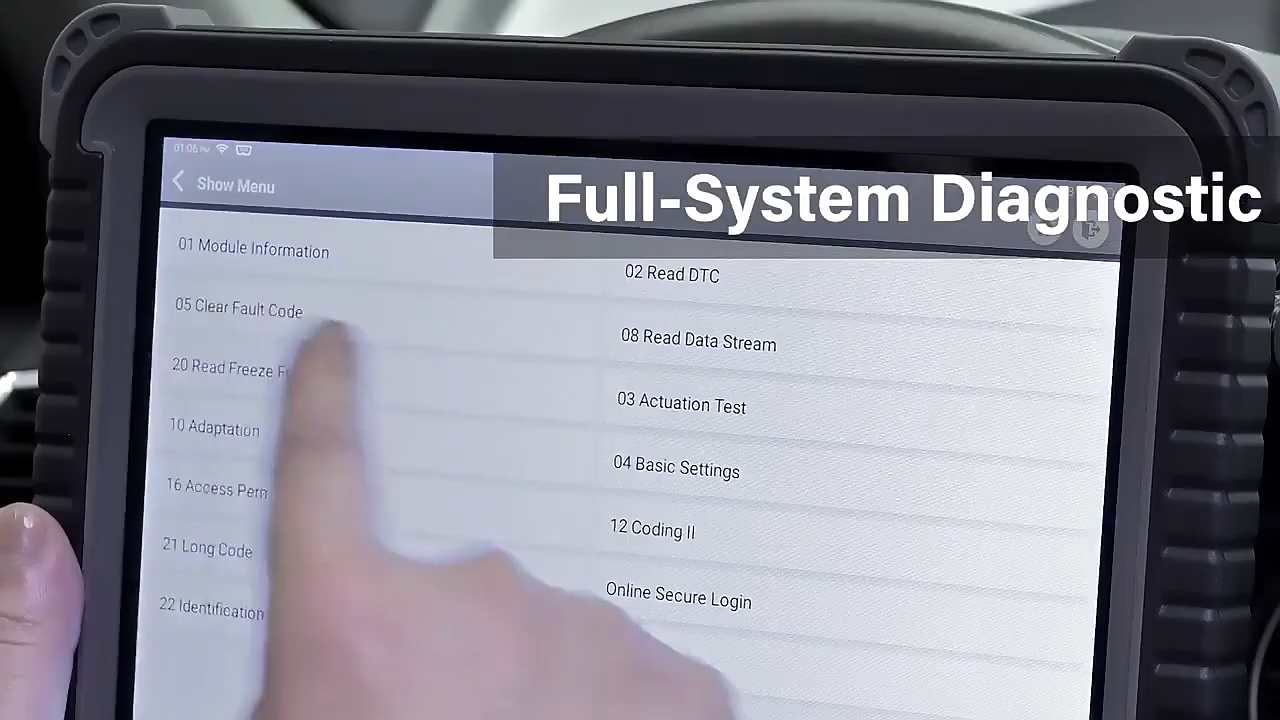 01:06 PM
Show Menu
Full-System Diagnostic
01 Module Information
02 Read DTC
05 Clear Fault Code
08 Read Data Stream
20 Read Freeze
03 Actuation Test
10 Adaptation
04 Basic Settings
16 Access
12 Coding II
21 Long Code
Online Secure Login
22 Identification